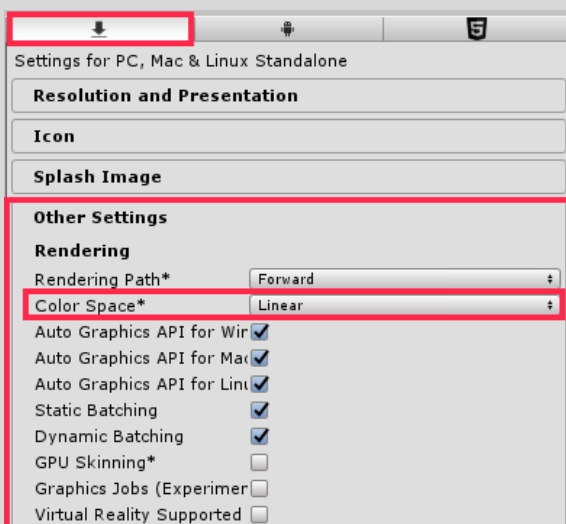 Settings for PC, Mac & Linux Standalone
Resolution and Presentation
Icon
Splash Image
Other Settings
Rendering
Rendering Path* Forward
Color Space* Linear
Auto Graphics API for Win
Auto Graphics API for Mac
Auto Graphics API for Linu
Static Batching
Dynamic Batching
GPU Skinning*
Graphics Jobs (Experimen
Virtual Reality Supported